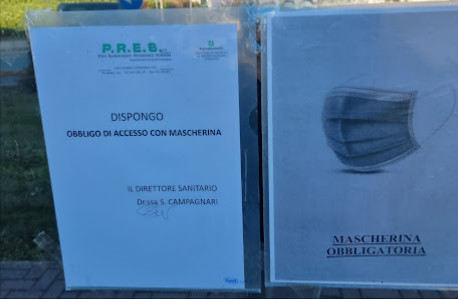 P.R.E.S.
DISPONGO
OBBLIGO DI ACCESSO CON MASCHERINA
IL DIRETTORE SANITARIO
Dr.ssa S. CAMPAGNARI
MASCHERINA
OBBLIGATORIA